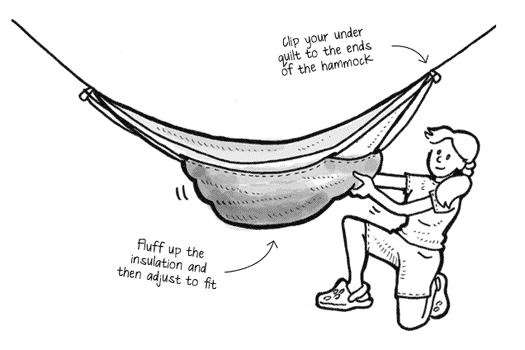 Clip your under
quilt to the ends
of the hammock
Fluff up the
insulation and
then adjust to fit